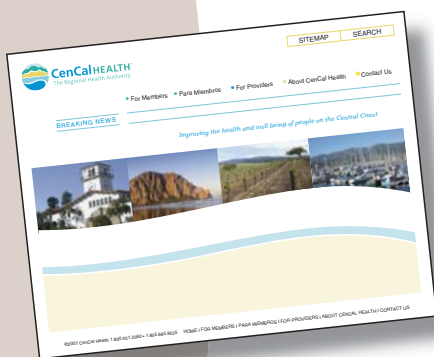 SITEMAP SEARCH
CenCalHEALTH
The Regional Health Authority
For Members Para Miembros For Providers About CenCal Health Contact Us
BREAKING NEWS
Improving the health and well being of people on the Central Coast
©2007 CenCal Health HOME | FOR MEMBERS | PARA MIEMBROS | FOR PROVIDERS | ABOUT CENCAL HEALTH | CONTACT US